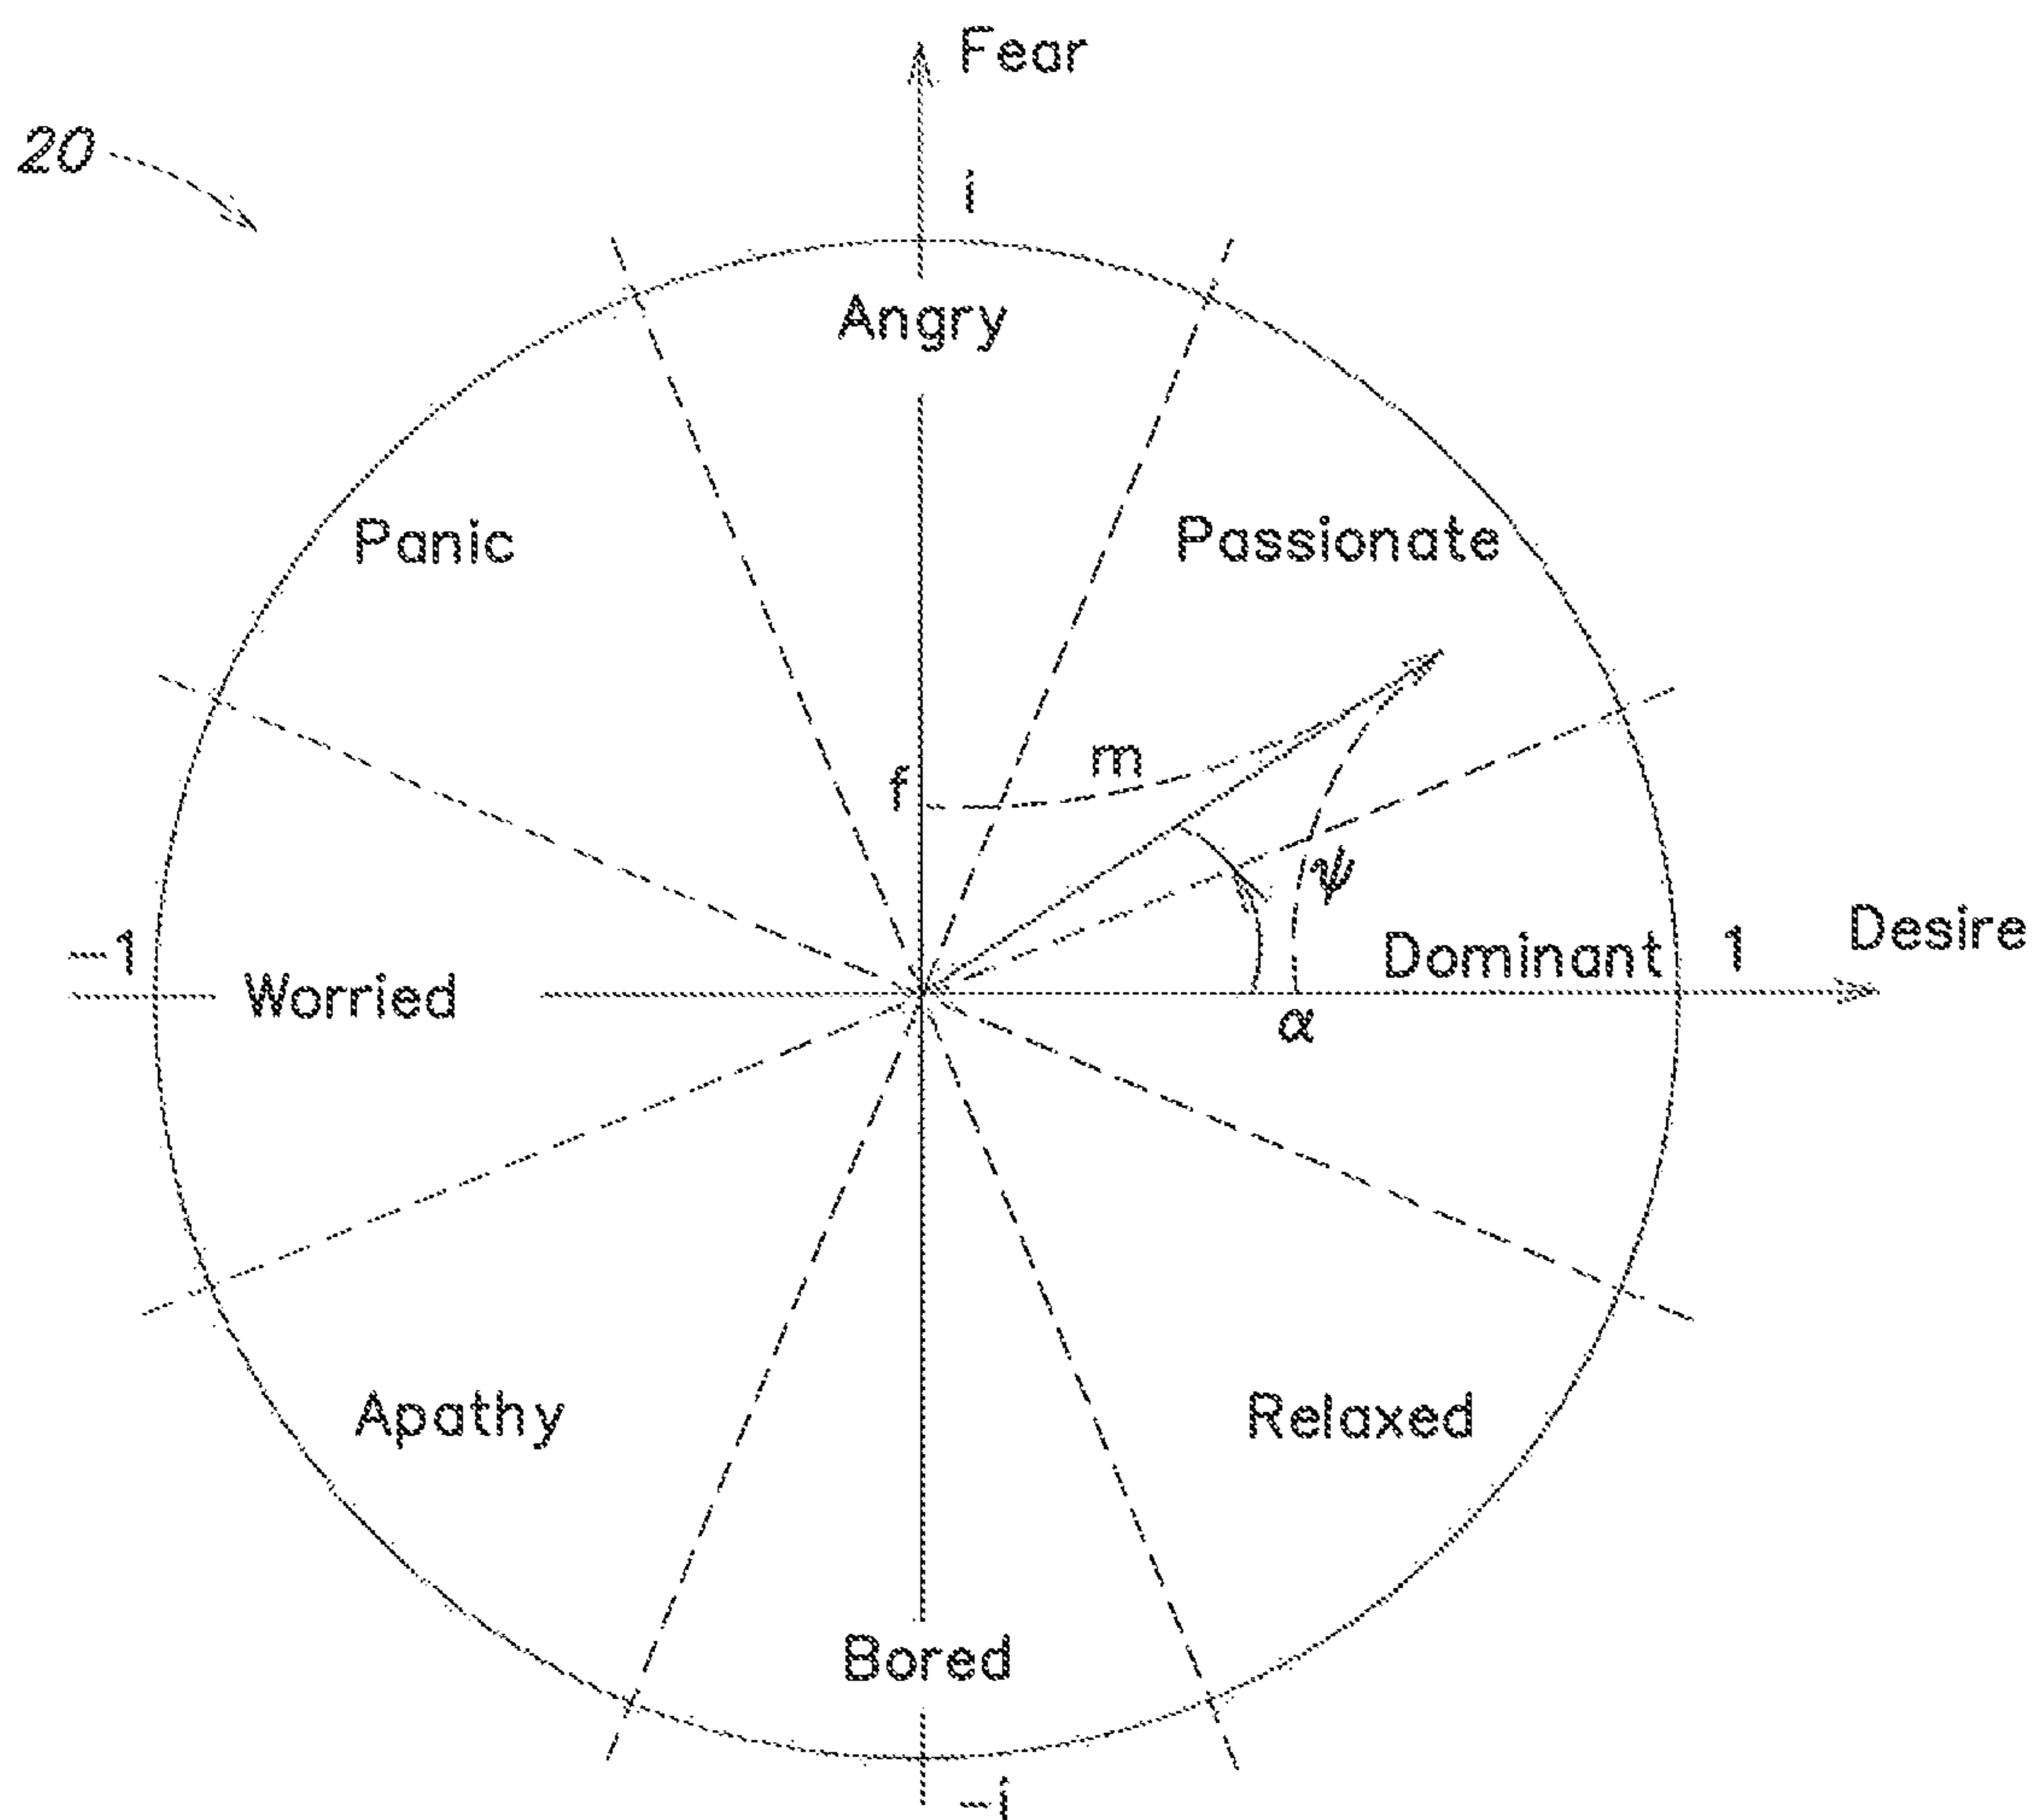 Fear
20
i
Angry
Panic
Passionate
m
f
ψ
Desire
-1
Dominant
1
Worried
α
Apathy
Relaxed
Bored
-i